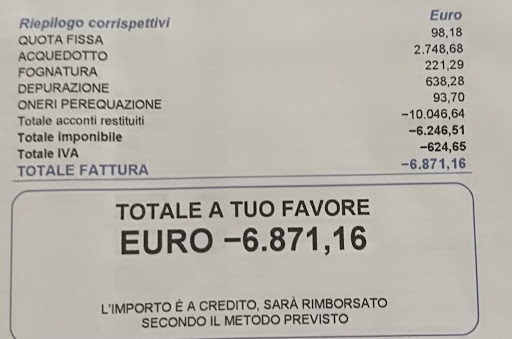 Riepilogo corrispettivi Euro
QUOTA FISSA 98,18
ACQUEDOTTO 2.748,68
FOGNATURA 221,29
DEPURAZIONE 638,28
ONERI PEREQUAZIONE 93,70
Totale acconti restituiti −10.046,64
Totale imponibile −6.246,51
Totale IVA −624,65
TOTALE FATTURA −6.871,16
TOTALE A TUO FAVORE
EURO −6.871,16
L'IMPORTO È A CREDITO, SARÀ RIMBORSATO
SECONDO IL METODO PREVISTO